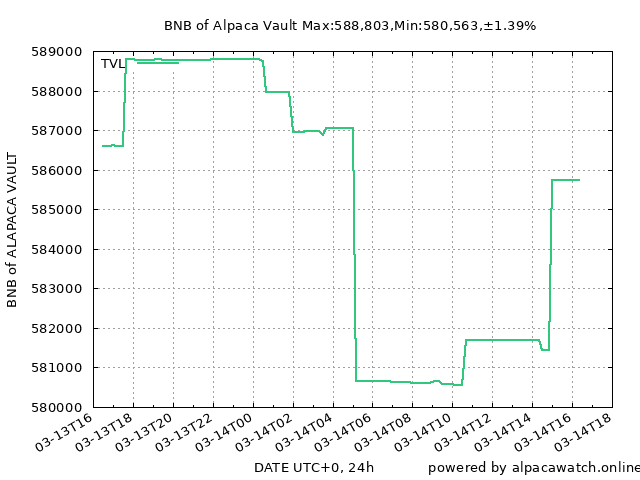 BNB of Alpaca Vault Max:588,803,Min:580,563,±1.39%
TVL
589000
588000
587000
586000
585000
584000
583000
582000
581000
580000
BNB of ALAPACA VAULT
03-13T16
03-13T18
03-13T20
03-13T22
03-14T00
03-14T02
03-14T04
03-14T06
03-14T08
03-14T10
03-14T12
03-14T14
03-14T16
03-14T18
DATE UTC+0, 24h
powered by alpacawatch.online